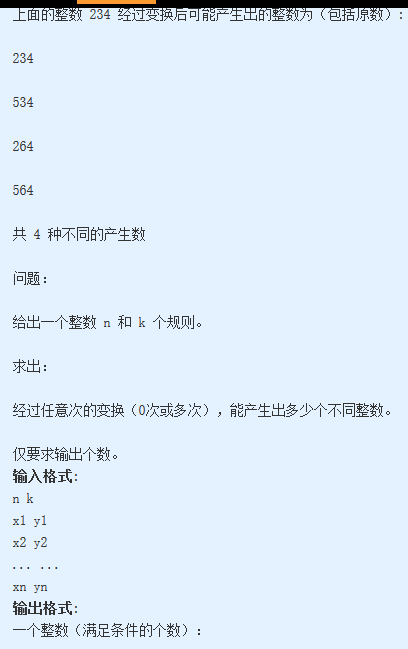 上面的整数 234 经过变换后可能产生出的整数为（包括原数）:
234
534
264
564
共 4 种不同的产生数
问题：
给出一个整数 n 和 k 个规则。
求出：
经过任意次的变换（0次或多次），能产生出多少个不同整数。
仅要求输出个数。
输入格式:
n k
x1 y1
x2 y2
... ...
xn yn
输出格式:
一个整数（满足条件的个数）：